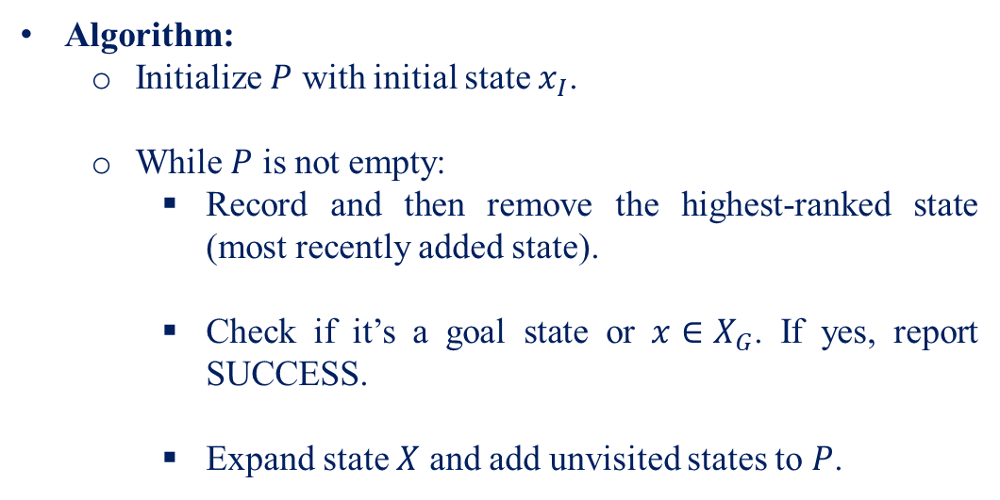 • Algorithm:
o Initialize 𝑃 with initial state 𝑥_𝐼.
o While 𝑃 is not empty:
▪ Record and then remove the highest-ranked state
(most recently added state).
▪ Check if it’s a goal state or 𝑥 ∈ 𝑋_𝐺. If yes, report
SUCCESS.
▪ Expand state 𝑋 and add unvisited states to 𝑃.